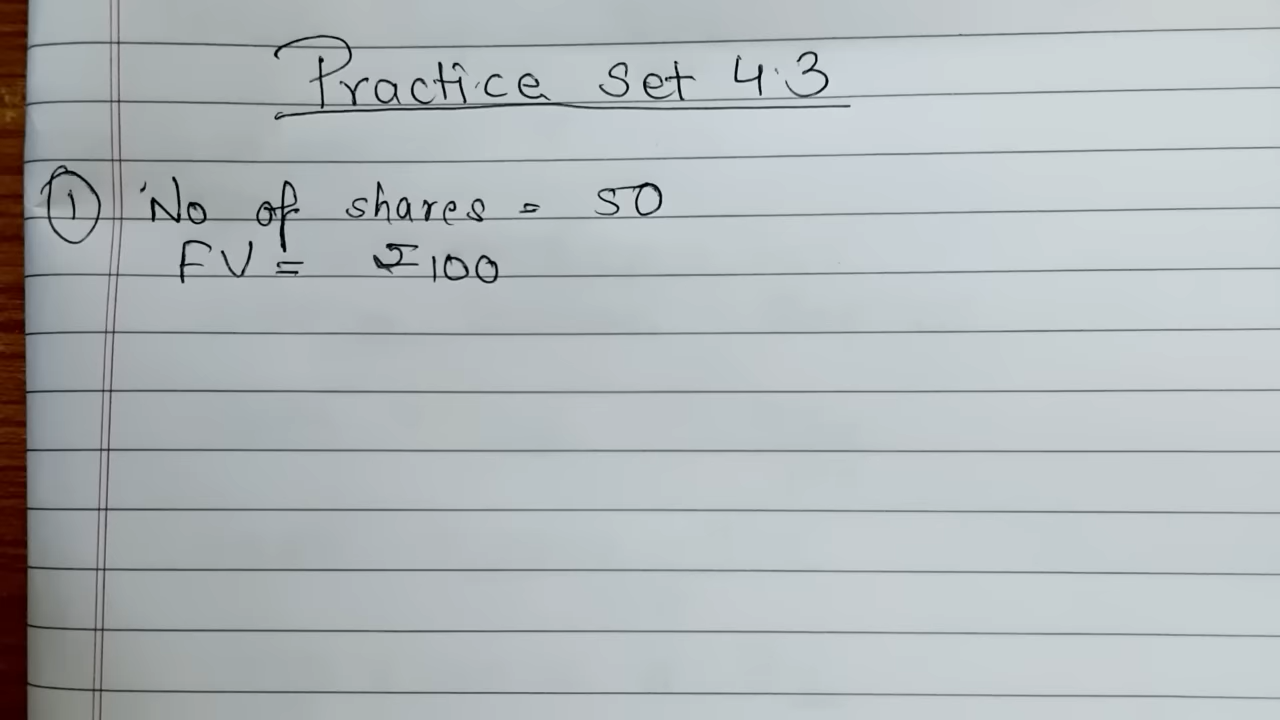 Practice Set 4.3
① No of shares = 50
FV = ₹100